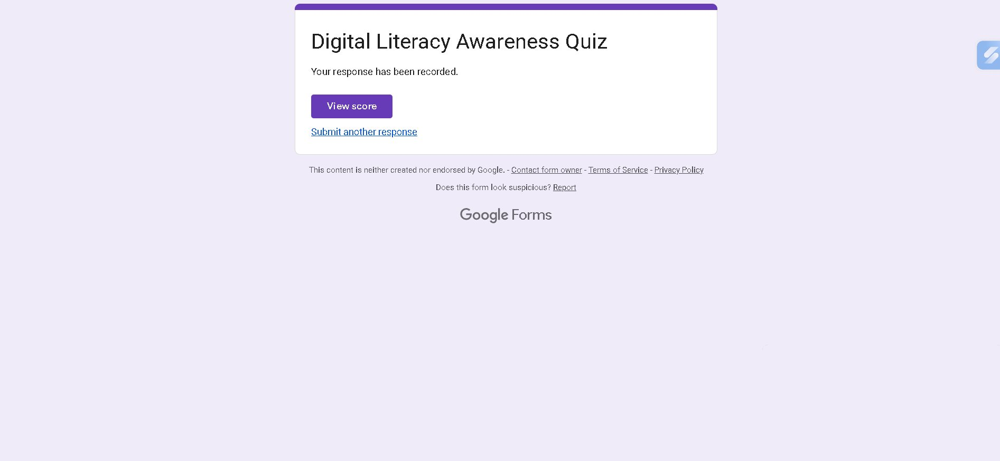 Digital Literacy Awareness Quiz
Your response has been recorded.
View score
Submit another response
This content is neither created nor endorsed by Google. - Contact form owner - Terms of Service - Privacy Policy
Does this form look suspicious? Report
Google Forms